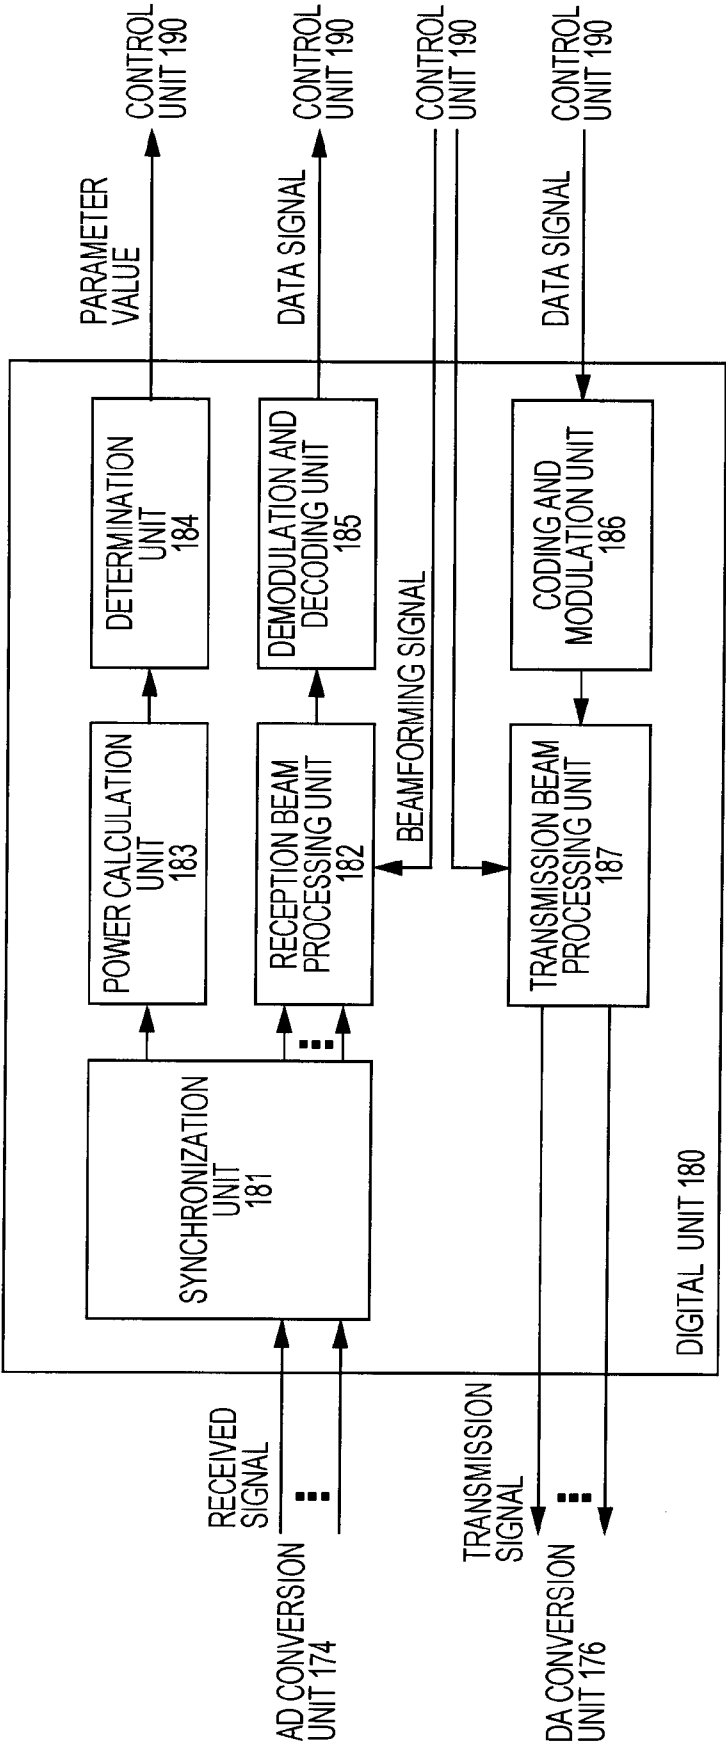 CONTROL
UNIT 190
CONTROL
UNIT 190
CONTROL
UNIT 190
CONTROL
UNIT 190
PARAMETER
VALUE
DATA SIGNAL
DATA SIGNAL
DETERMINATION
UNIT
184
DEMODULATION AND
DECODING UNIT
185
BEAMFORMING SIGNAL
CODING AND
MODULATION UNIT
186
POWER CALCULATION
UNIT
183
RECEPTION BEAM
PROCESSING UNIT
182
TRANSMISSION BEAM
PROCESSING UNIT
187
SYNCHRONIZATION
UNIT
181
DIGITAL UNIT 180
RECEIVED
SIGNAL
TRANSMISSION
SIGNAL
AD CONVERSION
UNIT 174
DA CONVERSION
UNIT 176